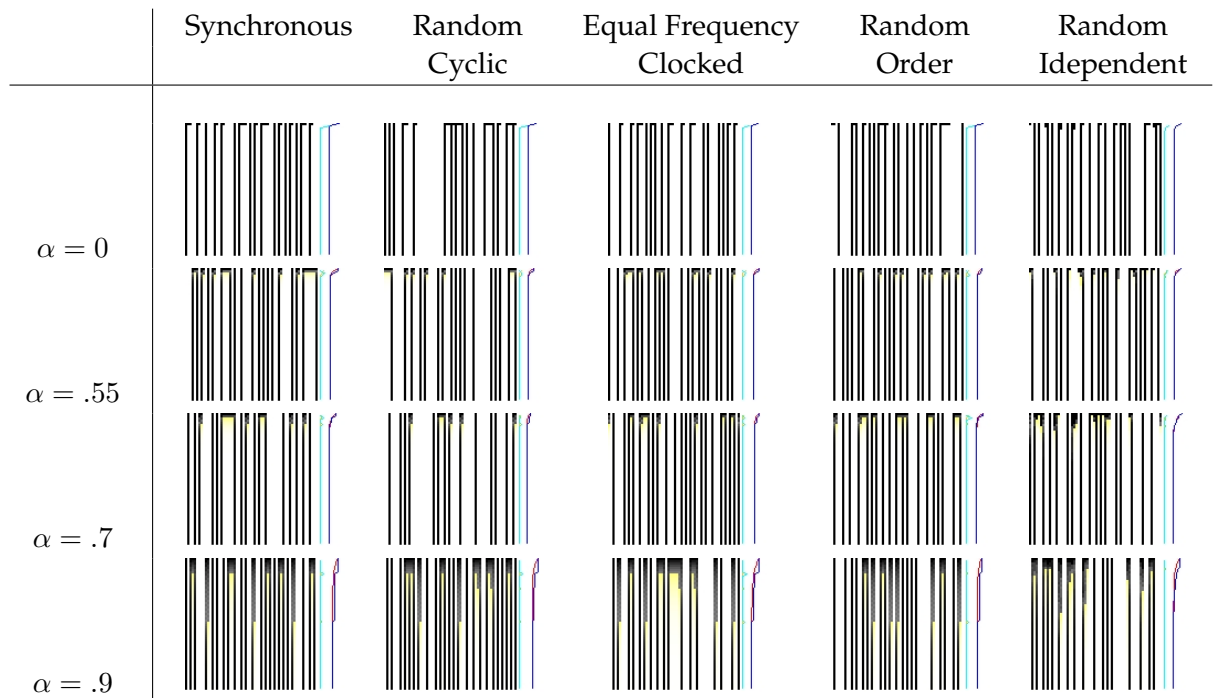 Synchronous Random Equal Frequency Random Random
Cyclic Clocked Order Idependent
α = 0
α = .55
α = .7
α = .9